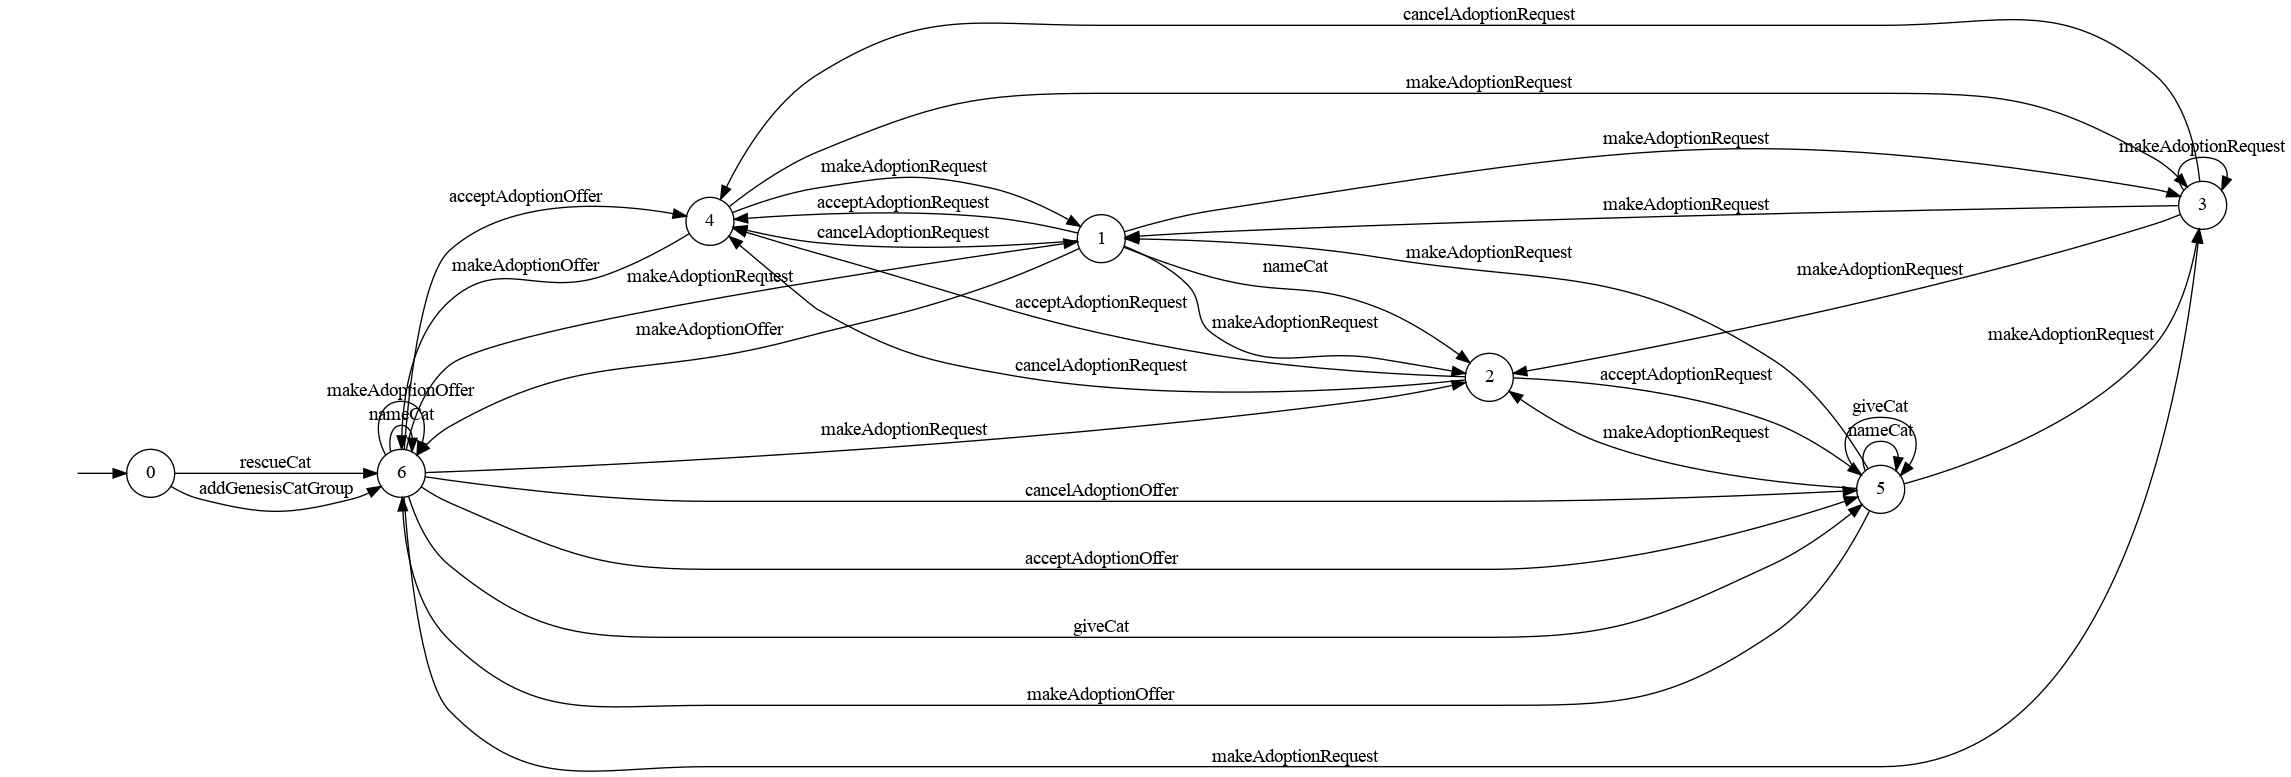 cancelAdoptionRequest
makeAdoptionRequest
makeAdoptionRequest
makeAdoptionRequest
makeAdoptionRequest
acceptAdoptionOffer
acceptAdoptionRequest
makeAdoptionRequest
3
4
cancelAdoptionRequest
1
makeAdoptionRequest
makeAdoptionOffer
makeAdoptionRequest
nameCat
makeAdoptionRequest
acceptAdoptionRequest
makeAdoptionOffer
makeAdoptionRequest
makeAdoptionRequest
cancelAdoptionRequest
2
acceptAdoptionRequest
makeAdoptionOffer
nameCat
giveCat
nameCat
makeAdoptionRequest
makeAdoptionRequest
rescueCat
0
6
addGenesisCatGroup
cancelAdoptionOffer
5
acceptAdoptionOffer
giveCat
makeAdoptionOffer
makeAdoptionRequest